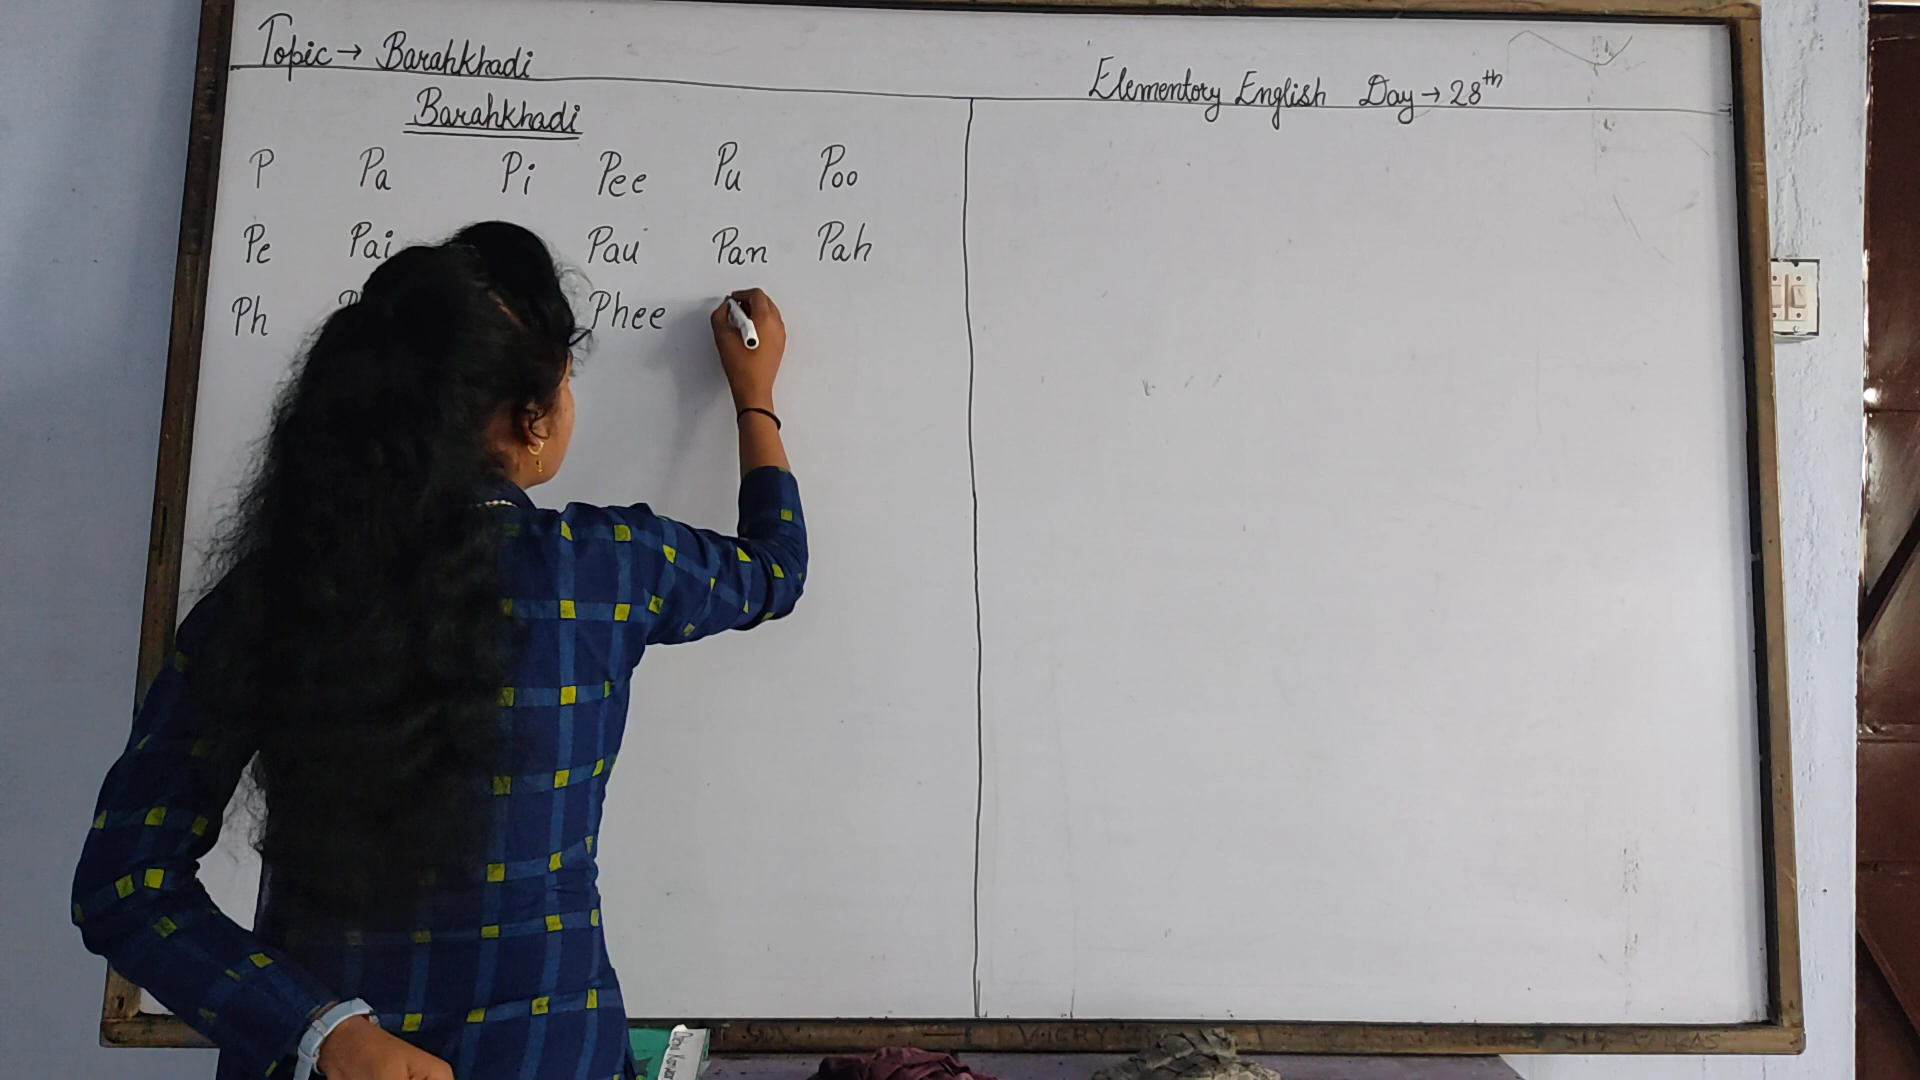 Topic → Barahkhadi
Elementory English Day → 28th
Barahkhadi
P Pa Pi Pee Pu Poo
Pe Pai Pau Pan Pah
Ph Phee